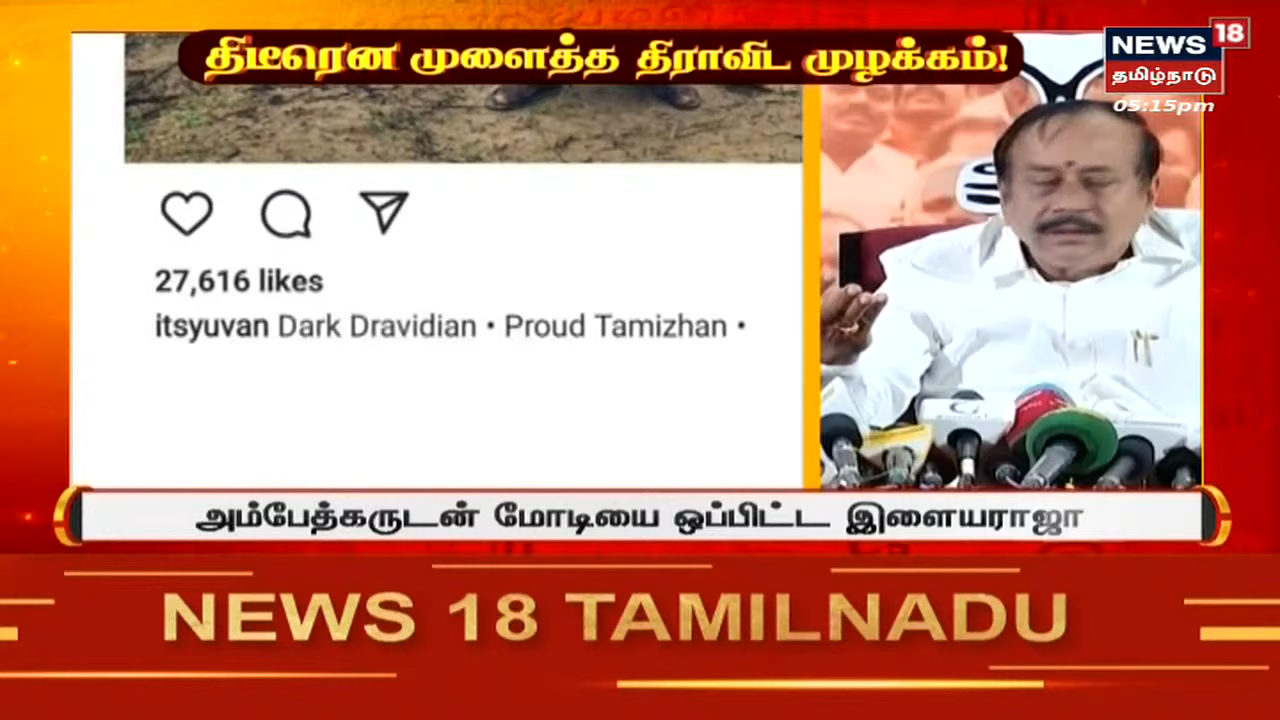 திடீரென முளைத்த திராவிட முழக்கம்!
NEWS 18
தமிழ்நாடு
05:15pm
27,616 likes
itsyuvan Dark Dravidian • Proud Tamizhan •
அம்பேத்கருடன் மோடியை ஒப்பிட்ட இளையராஜா
NEWS 18 TAMILNADU